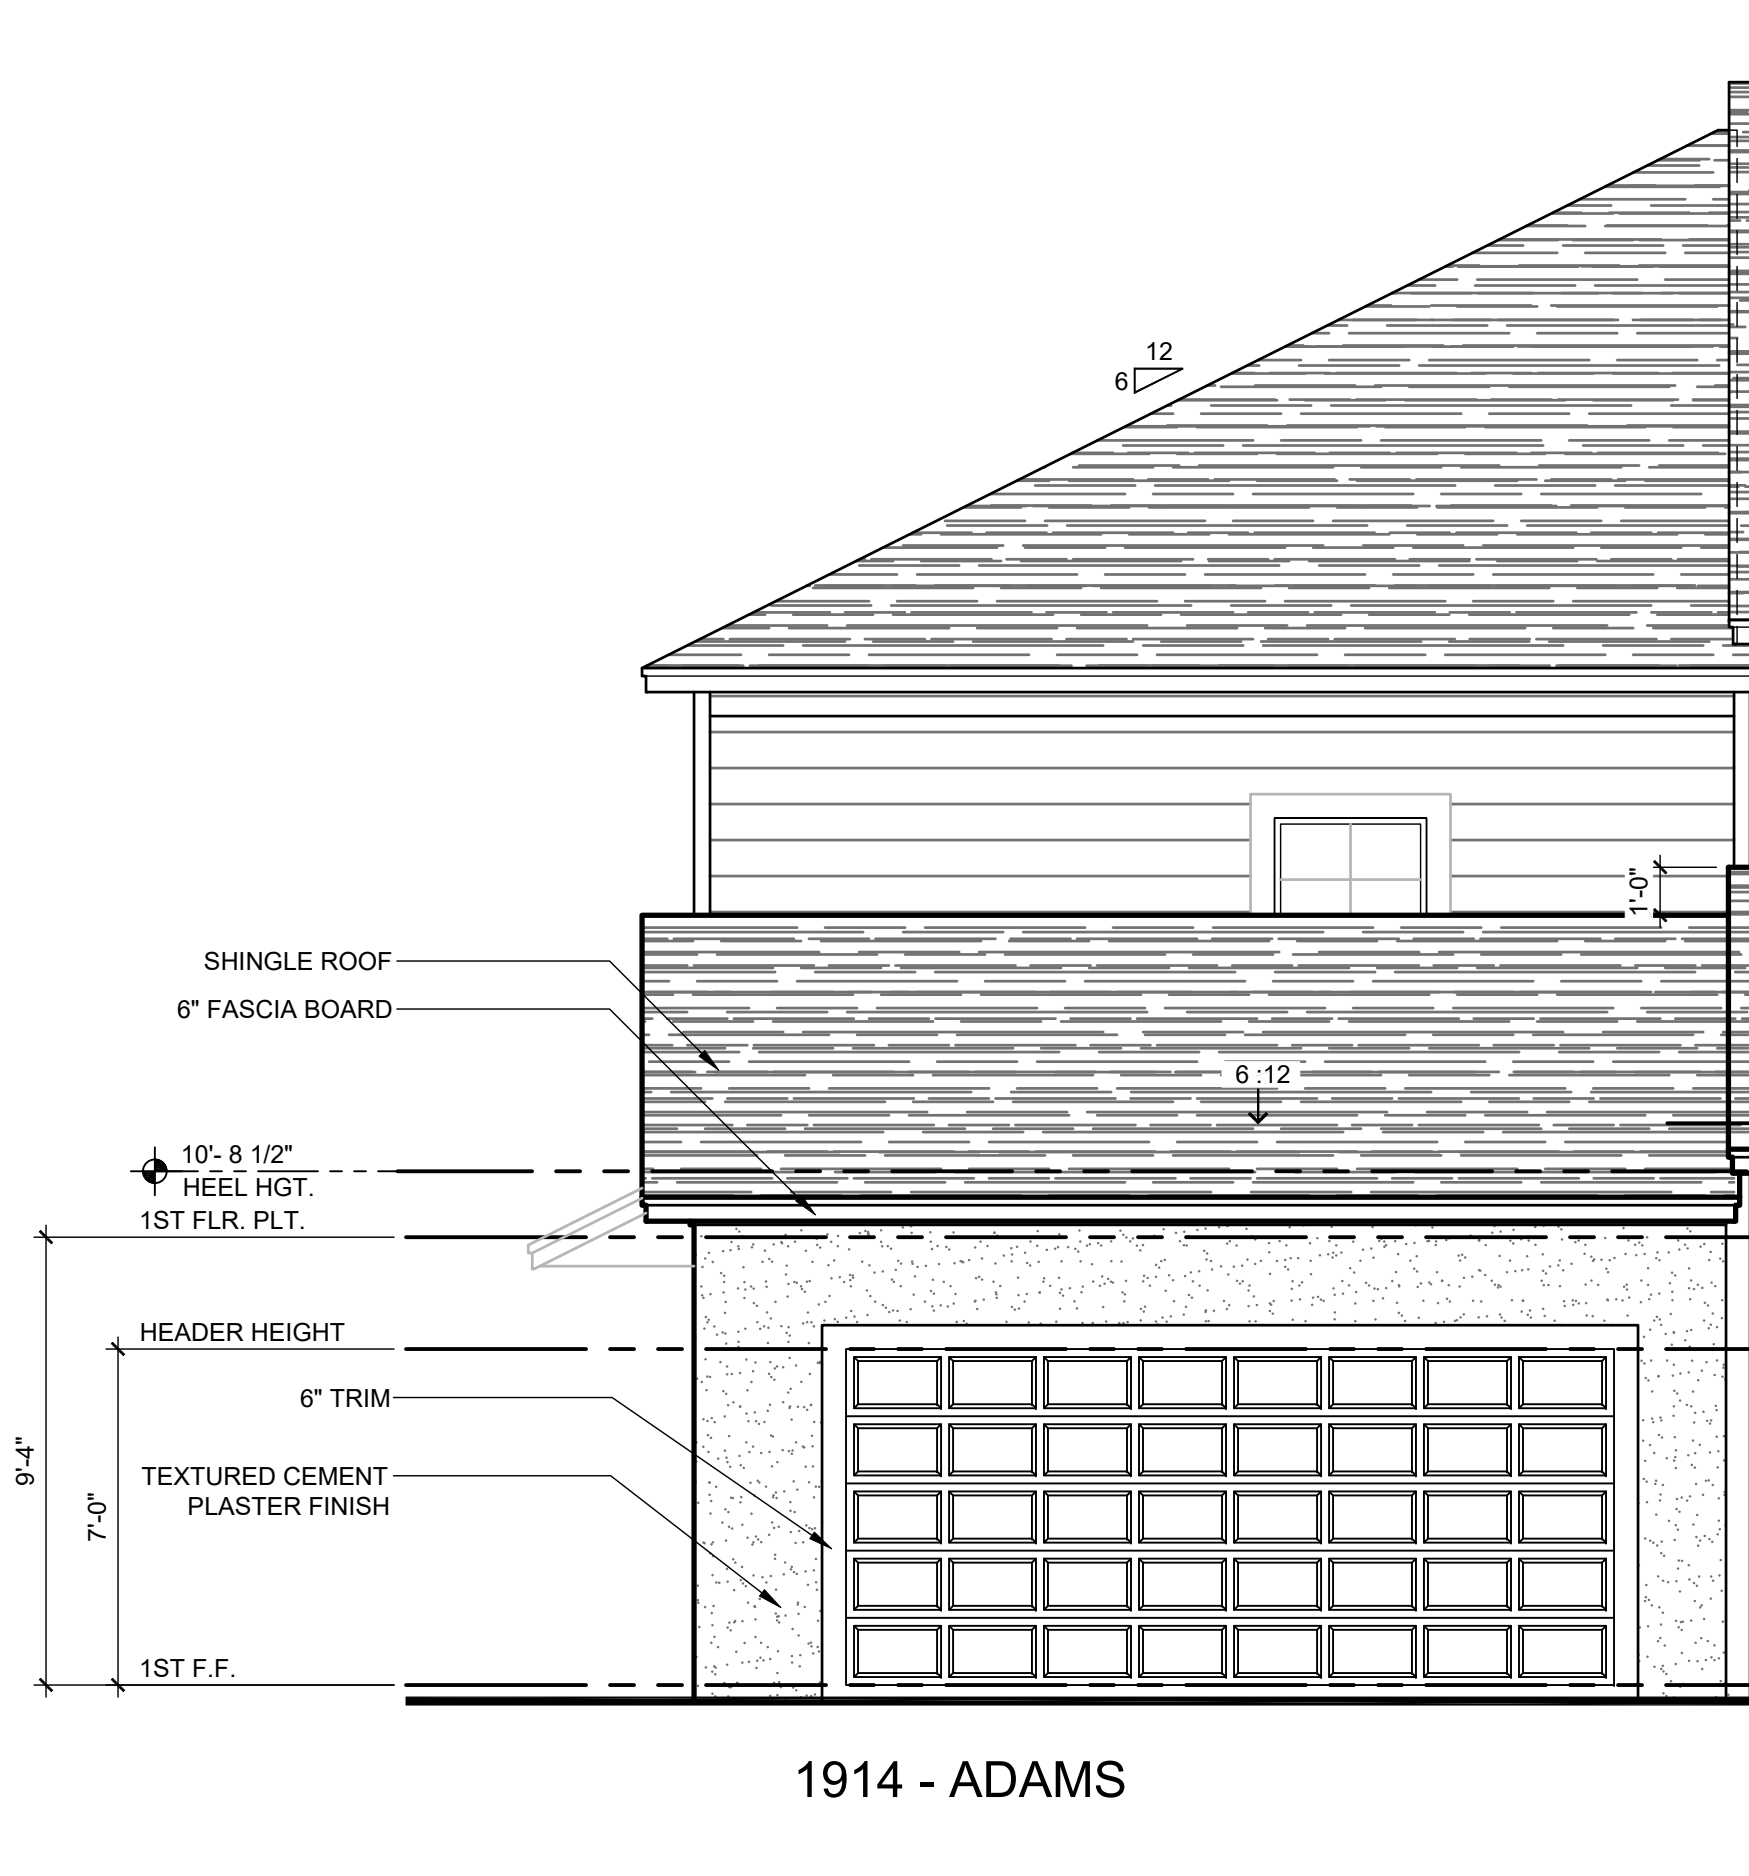 12
6
1'-0"
SHINGLE ROOF
6" FASCIA BOARD
6 :12
10'- 8 1/2"
HEEL HGT.
1ST FLR. PLT.
HEADER HEIGHT
6" TRIM
9'-4"
7'-0"
TEXTURED CEMENT
PLASTER FINISH
1ST F.F.
1914 - ADAMS